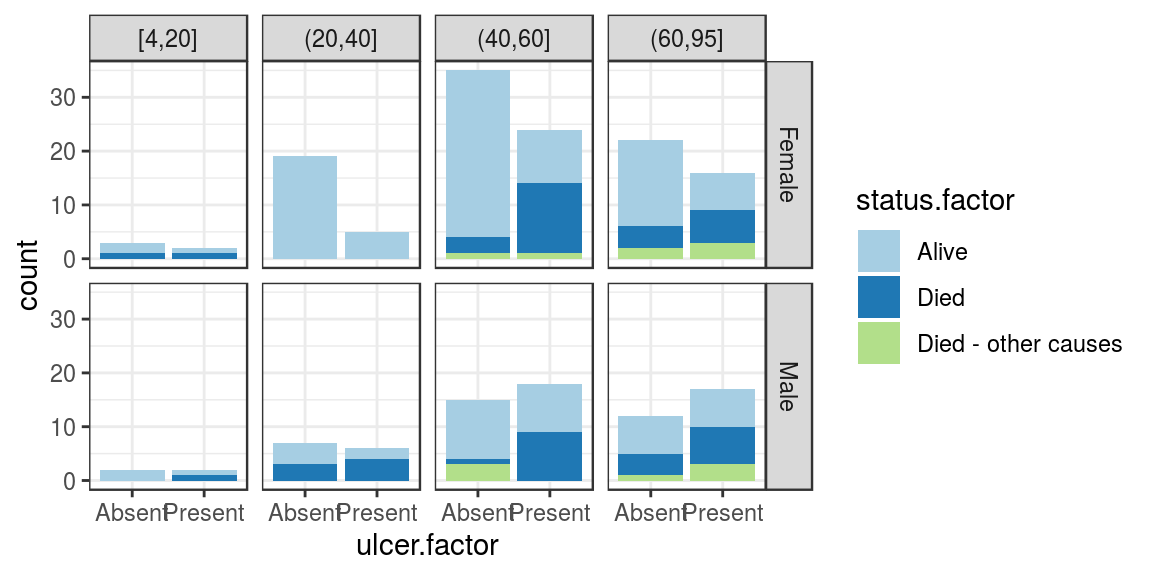 [4,20] (20,40] (40,60] (60,95]
30
20
10
0
Female
30
20
10
0
Male
count
Absent Present Absent Present Absent Present Absent Present
ulcer.factor
status.factor
Alive
Died
Died - other causes